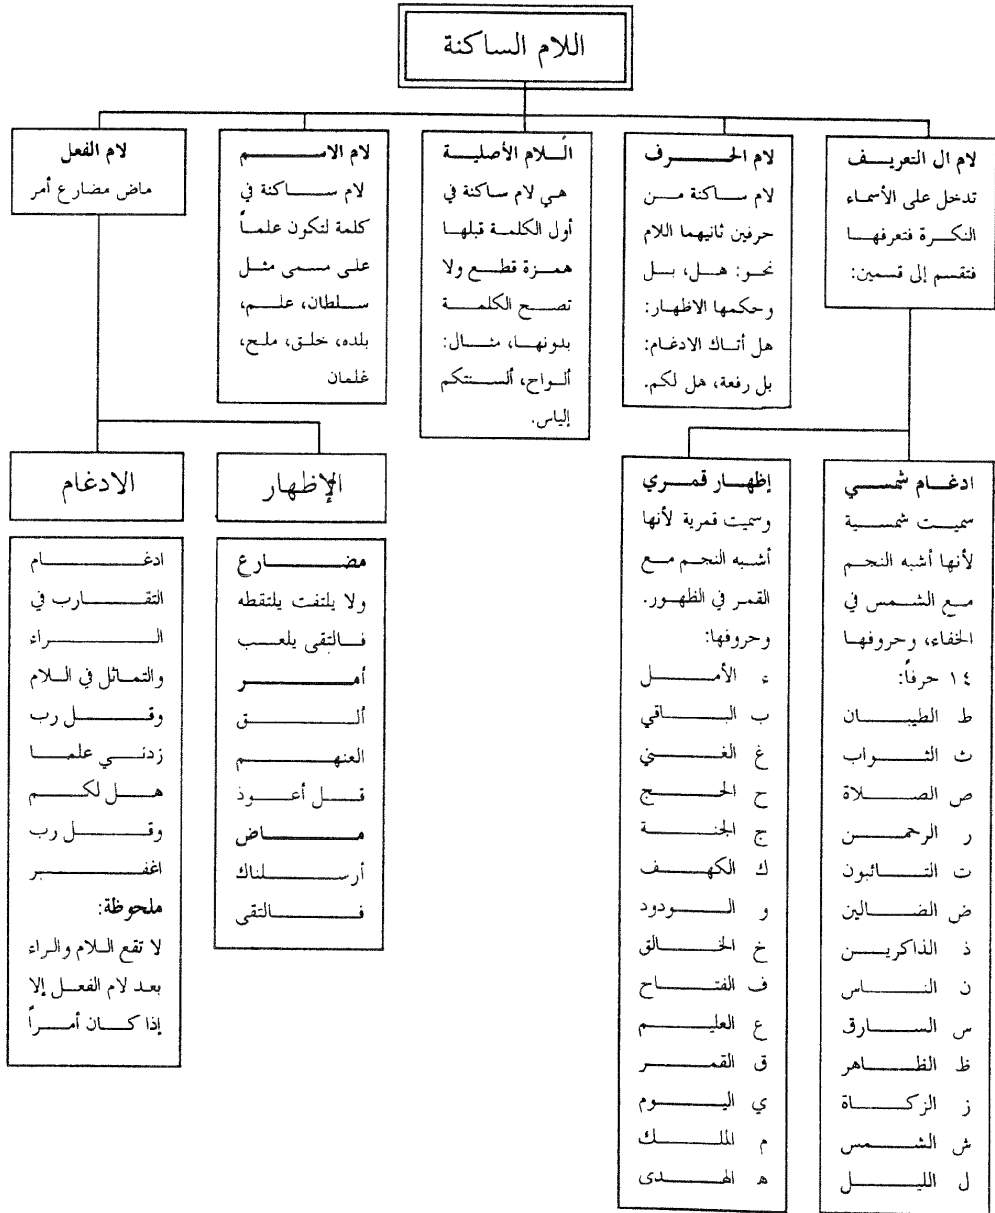 اللام الساكنة
لام ال التعريف
تدخل على الأسماء
النكرة فتعرفها
فتقسم إلى قسمين:
لام الحرف
لام ساكنة من
حرفين ثانيهما اللام
نحو: هل، بل
وحكمها الاظهار:
هل أتاك الادغام:
بل رفعة، هل لكم.
اللام الأصلية
هي لام ساكنة في
أول الكلمة قبلها
همزة قطع ولا
تصح الكلمة
بدونها، مثال:
ألواح، ألسنتكم
إلياس.
لام الاسم
لام ساكنة في
كلمة لتكون علماً
على مسمى مثل
سلطان، علم،
بلده، خلق، ملح،
غلمان
لام الفعل
ماض مضارع أمر
ادغام شمسي
سميت شمسية
لأنها أشبه النجم
مع الشمس في
الخفاء، وحروفها
١٤ حرفاً:
ط الطيبان
ث الثواب
ص الصلاة
ر الرحمن
ت التائبون
ض الضالين
ذ الذاكرين
ن الناس
س السارق
ظ الظاهر
ز الزكاة
ش الشمس
ل الليل
إظهار قمري
وسميت قمرية لأنها
أشبه النجم مع
القمر في الظهور.
وحروفها:
ء الأمل
ب الباقي
غ الغني
ح الحج
ج الجنة
ك الكهف
و الودود
خ الخالق
ف الفتاح
ع العليم
ق القمر
ي اليوم
م الملك
ه الهدى
الإظهار
مضارع
ولا يلتفت يلتقطه
فالتقى يلعب
أمر
ألق
العنهم
قل أعوذ
ماض
أرسلناك
فالتقى
الادغام
ادغام
التقارب في
الراء
والتماثل في اللام
وقل رب
زدني علما
هل لكم
وقل رب
اغفر
ملحوظة:
لا تقع اللام والراء
بعد لام الفعل إلا
إذا كان أمراً